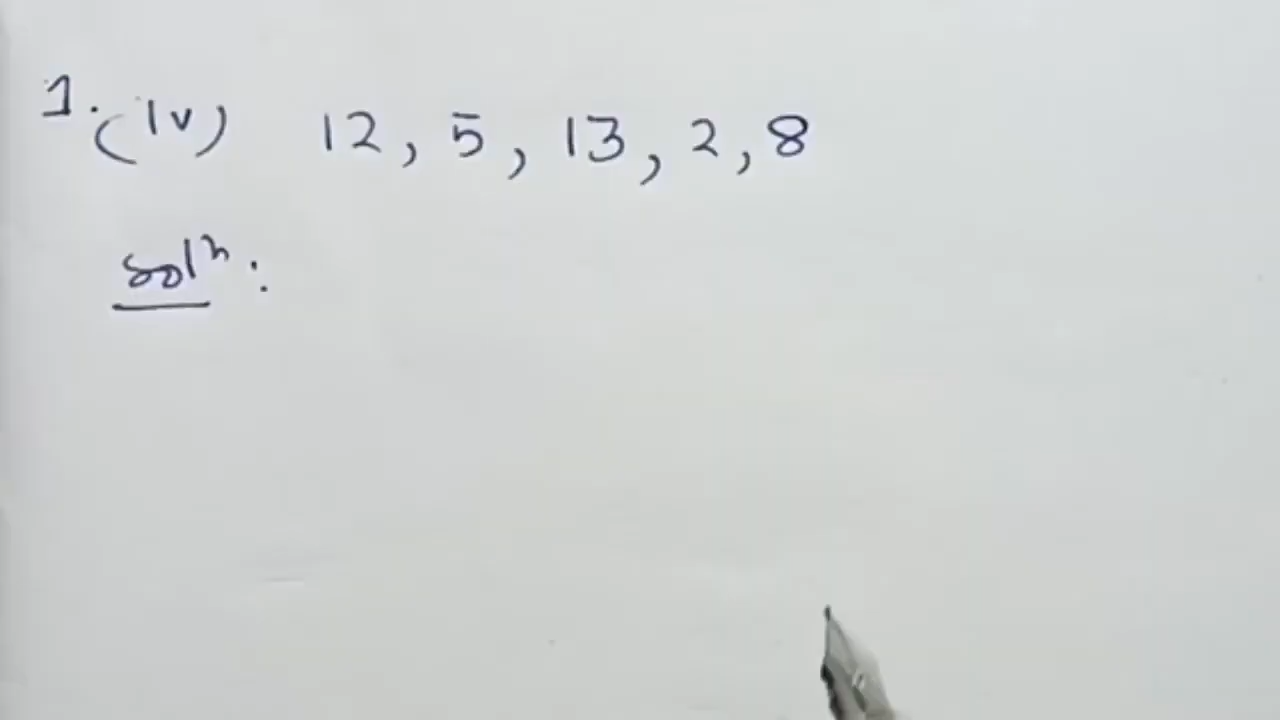 1. (iv) 12, 5, 13, 2, 8
Solⁿ :